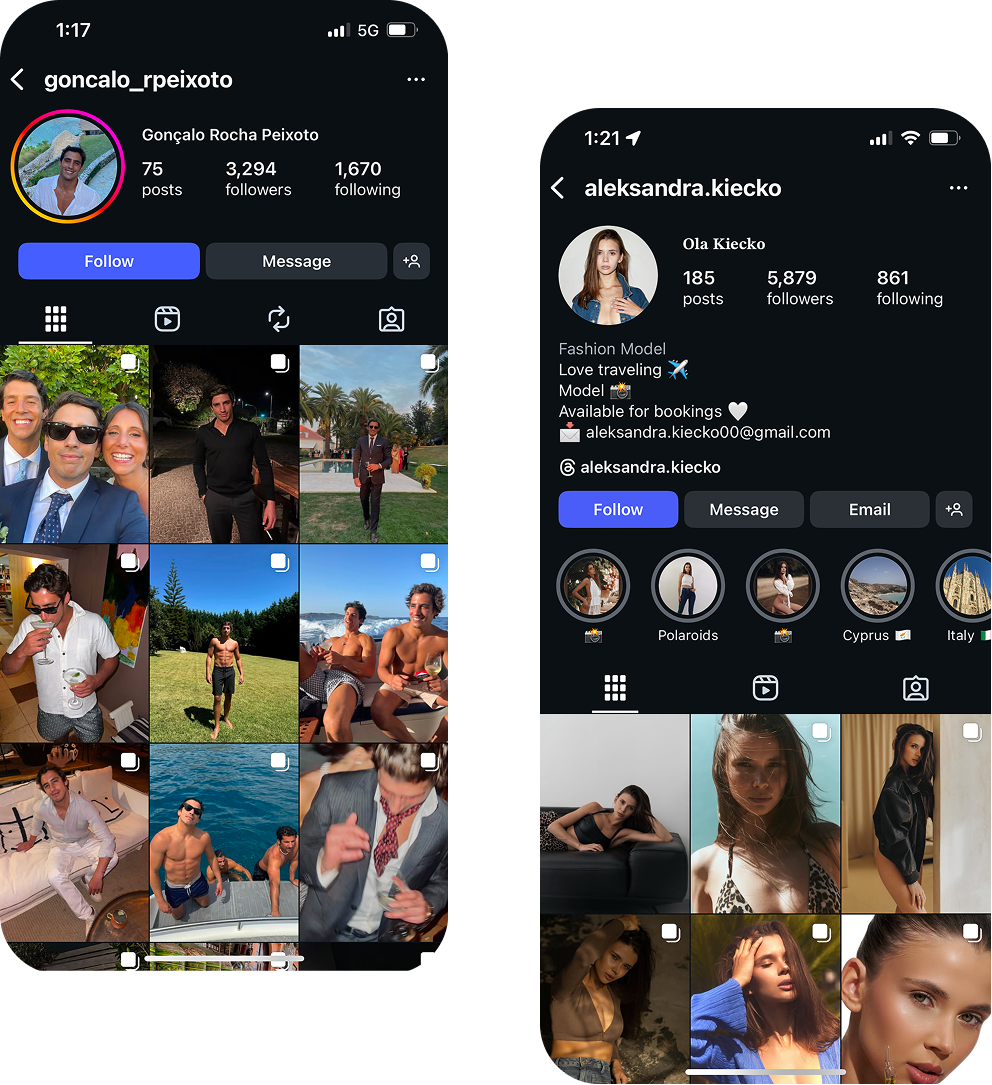 1:17
5G
goncalo_rpeixoto
Gonçalo Rocha Peixoto
75 3,294 1,670
posts followers following
Follow Message
1:21
aleksandra.kiecko
Ola Kiecko
185 5,879 861
posts followers following
Fashion Model
Love traveling ✈️
Model 📸
Available for bookings 🤍
📩 aleksandra.kiecko00@gmail.com
aleksandra.kiecko
Follow Message Email
📸 Polaroids 📸 Cyprus 🇨🇾 Italy 🇮🇹